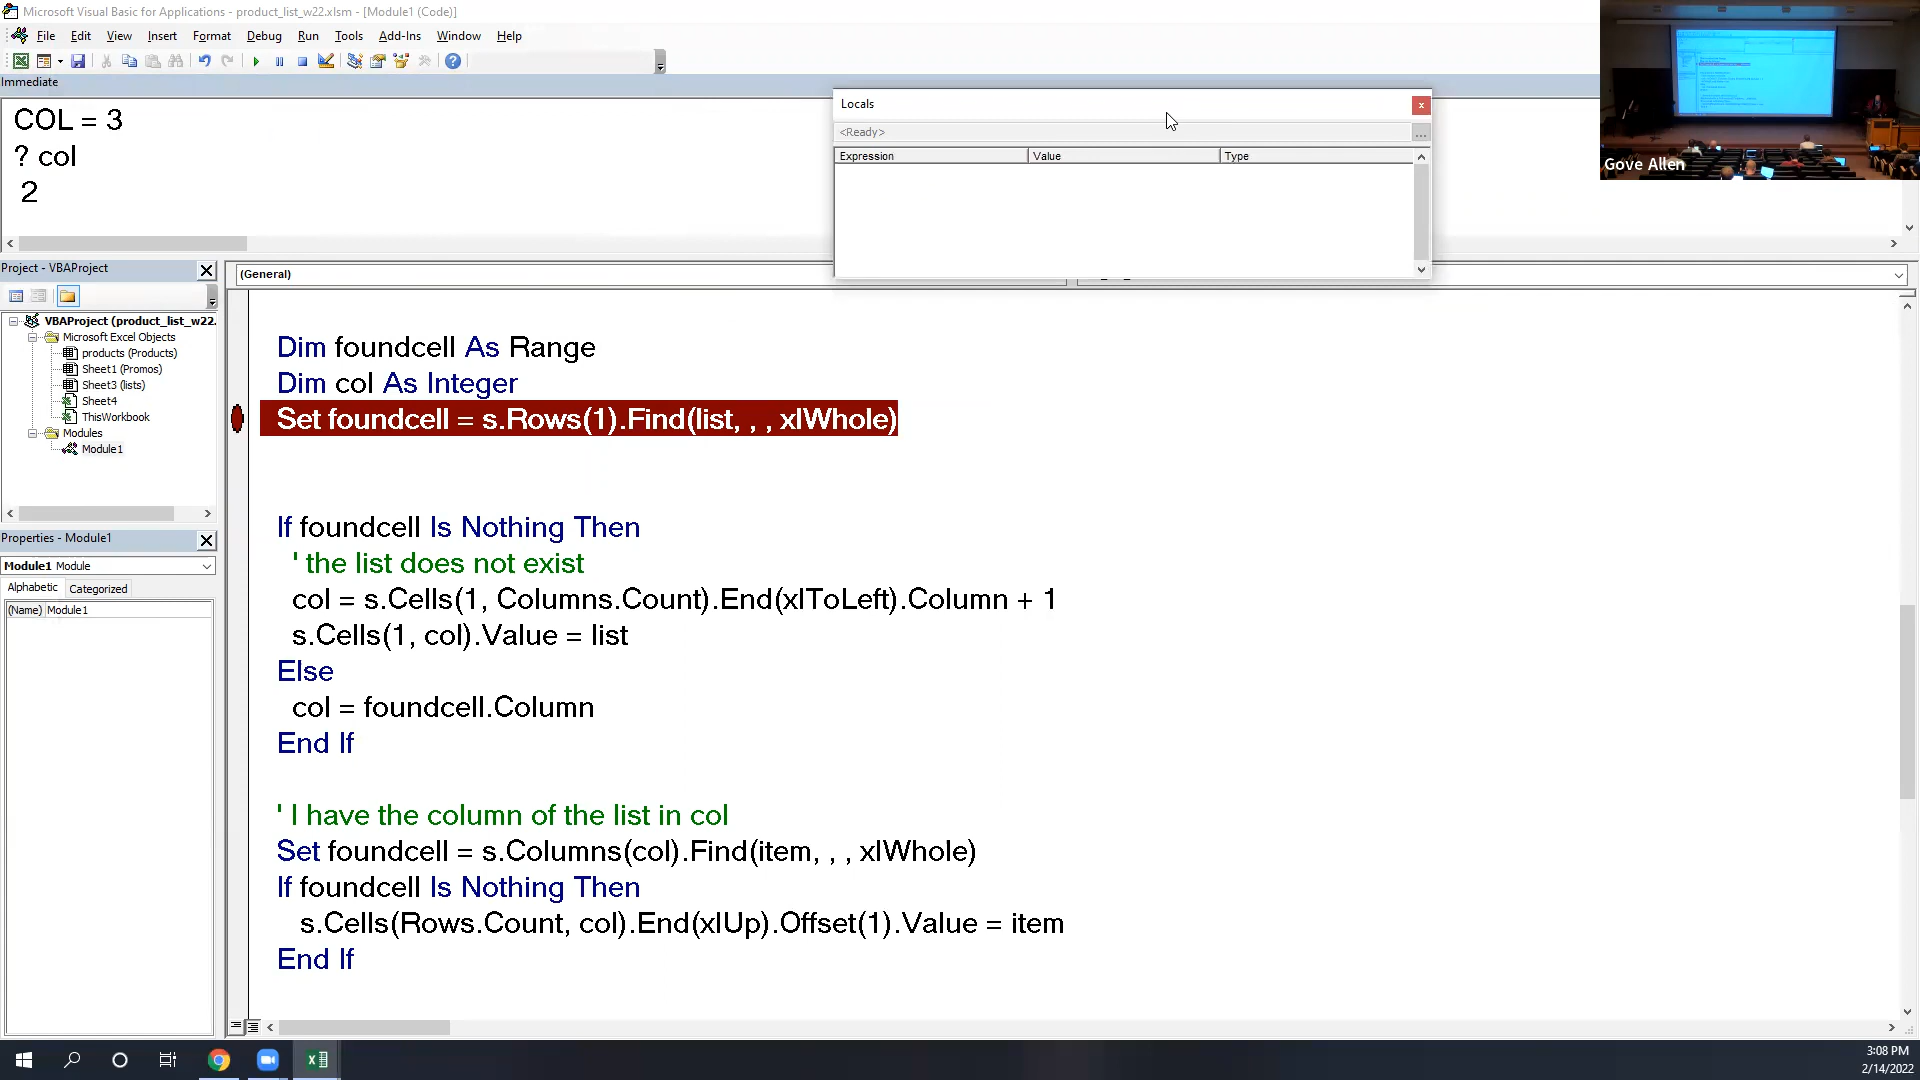 Microsoft Visual Basic for Applications - product_list_w22.xlsm - [Module1 (Code)]
File Edit View Insert Format Debug Run Tools Add-Ins Window Help
Immediate
COL = 3
? col
2
Locals
<Ready>
...
Expression Value Type
Gove Allen
Project - VBAProject
VBAProject (product_list_w22.
Microsoft Excel Objects
products (Products)
Sheet1 (Promos)
Sheet3 (lists)
Sheet4
ThisWorkbook
Modules
Module1
Properties - Module1
Module1 Module
Alphabetic Categorized
(Name) Module1
(General)
Dim foundcell As Range
Dim col As Integer
Set foundcell = s.Rows(1).Find(list, , , xlWhole)
If foundcell Is Nothing Then
' the list does not exist
col = s.Cells(1, Columns.Count).End(xlToLeft).Column + 1
s.Cells(1, col).Value = list
Else
col = foundcell.Column
End If
' I have the column of the list in col
Set foundcell = s.Columns(col).Find(item, , , xlWhole)
If foundcell Is Nothing Then
s.Cells(Rows.Count, col).End(xlUp).Offset(1).Value = item
End If
3:08 PM
2/14/2022